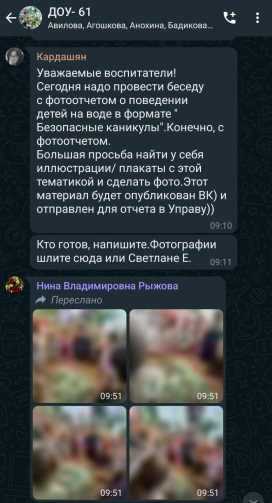 ДОУ- 61
Авилова, Агошкова, Анохина, Бадикова...
Кардашян
Уважаемые воспитатели!
Сегодня надо провести беседу
с фотоотчетом о поведении
детей на воде в формате "
Безопасные каникулы".Конечно, с
фотоотчетом.
Большая просьба найти у себя
иллюстрации/ плакаты с этой
тематикой и сделать фото.Этот
материал будет опубликован ВК) и
отправлен для отчета в Управу))
09:10
Кто готов, напишите.Фотографии
шлите сюда или Светлане Е.
09:11
Нина Владимировна Рыжова
Переслано
09:51
09:51
09:51
09:51